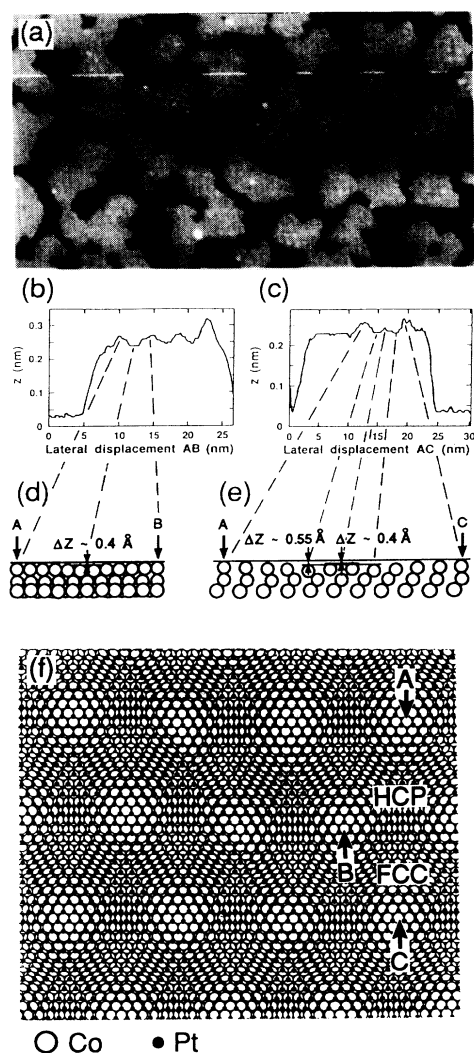 (a)
(b)
(c)
z (nm)
0.3
0.2
0.1
0
0 5 10 15 20 25
Lateral displacement AB (nm)
z (nm)
0.2
0.1
0
0 5 10 15 20 25 30
Lateral displacement AC (nm)
(d)
(e)
A
B
ΔZ ~ 0.4 Å
A
C
ΔZ ~ 0.55 Å ΔZ ~ 0.4 Å
(f)
A
HCP
B
FCC
C
Co Pt